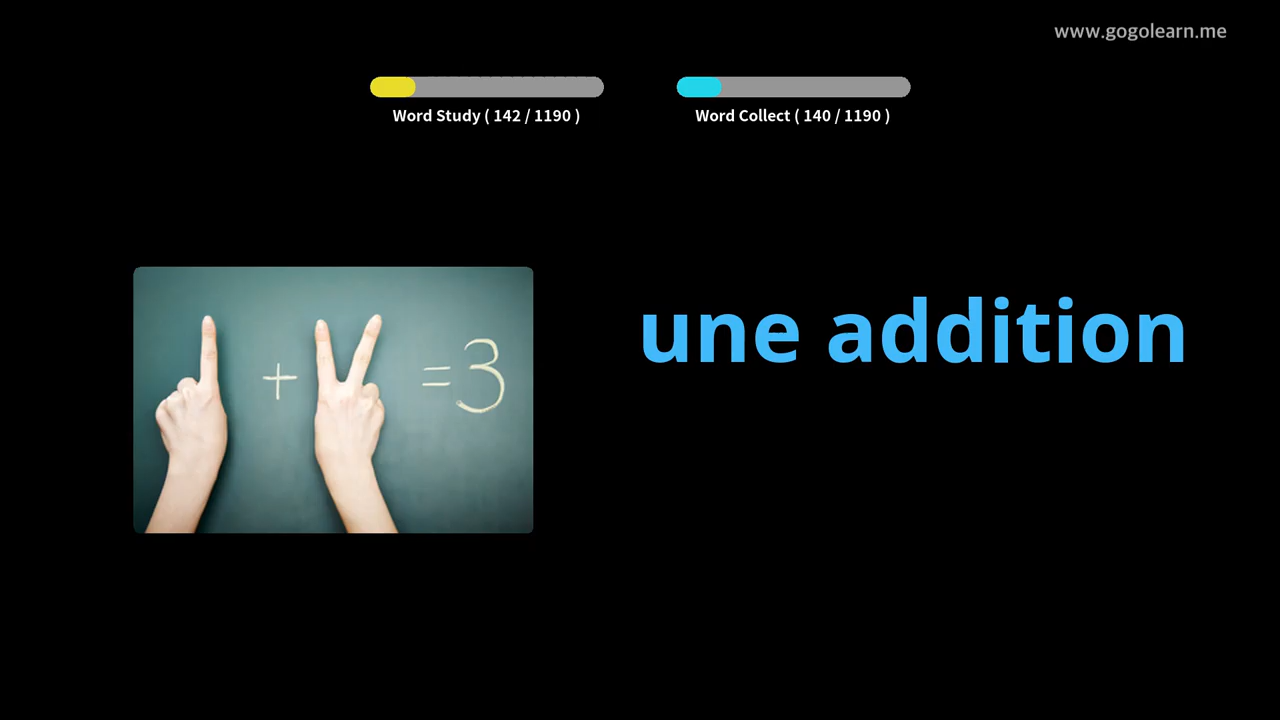 www.gogolearn.me
Word Study ( 142 / 1190 )
Word Collect ( 140 / 1190 )
une addition
+ = 3